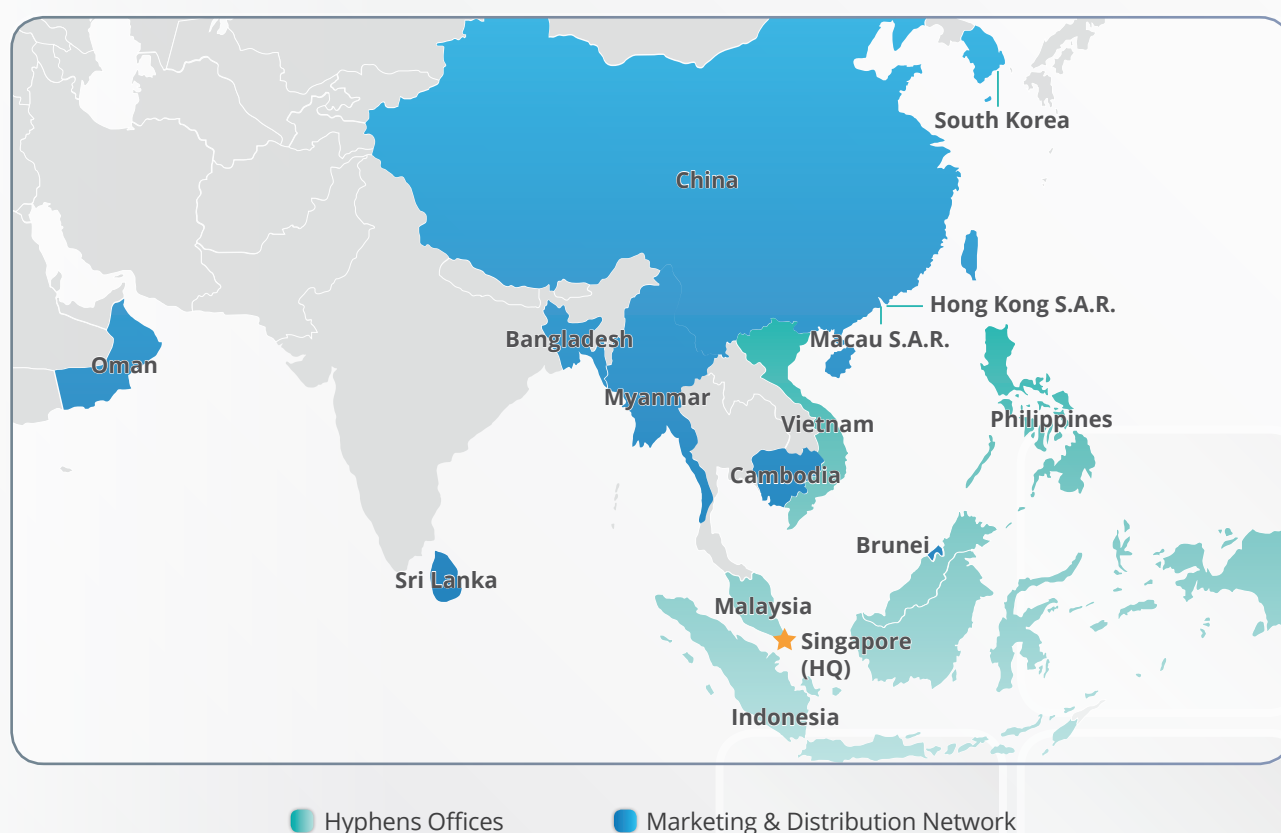 South Korea
China
Hong Kong S.A.R.
Macau S.A.R.
Bangladesh
Oman
Myanmar
Vietnam
Philippines
Cambodia
Brunei
Sri Lanka
Malaysia
Singapore
(HQ)
Indonesia
Hyphens Offices
Marketing & Distribution Network